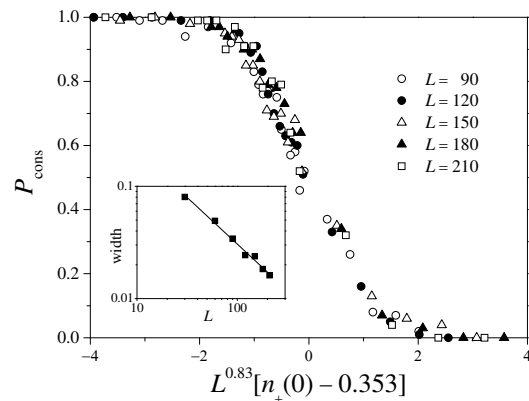 1.0
0.8
0.6
0.4
0.2
0.0
P_cons
L = 90
L = 120
L = 150
L = 180
L = 210
0.1
0.01
width
10
100
L
−4
−2
0
2
4
L^0.83[n_+(0) – 0.353]